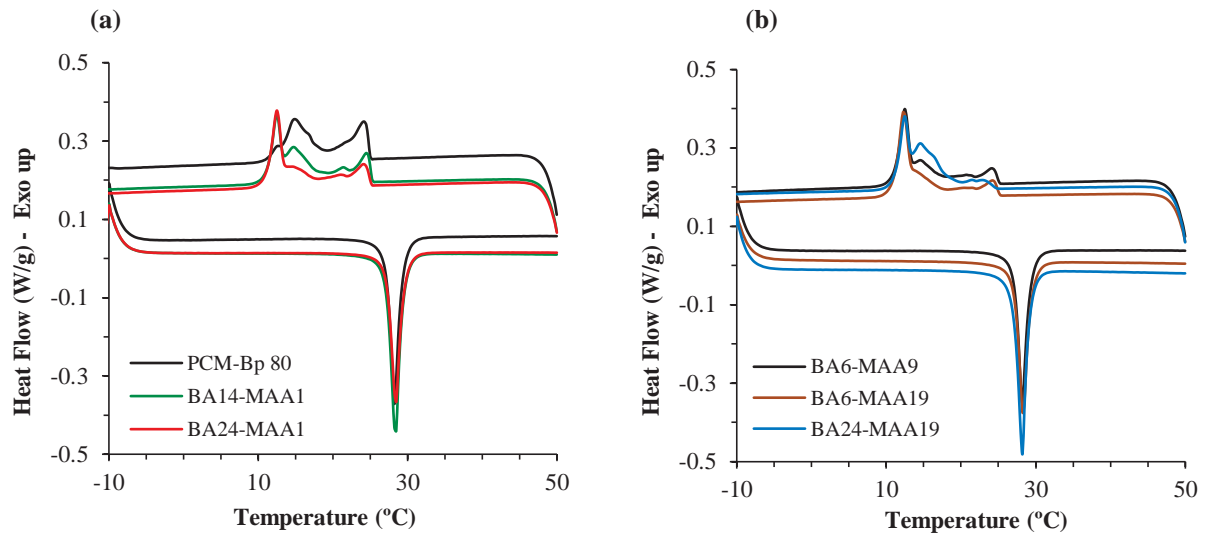 (a)
0.5
0.3
0.1
-0.1
-0.3
-0.5
-10
10
30
50
Heat Flow (W/g) - Exo up
Temperature (ºC)
PCM-Bp 80
BA14-MAA1
BA24-MAA1
(b)
0.5
0.3
0.1
-0.1
-0.3
-0.5
-10
10
30
50
Heat Flow (W/g) - Exo up
Temperature (ºC)
BA6-MAA9
BA6-MAA19
BA24-MAA19